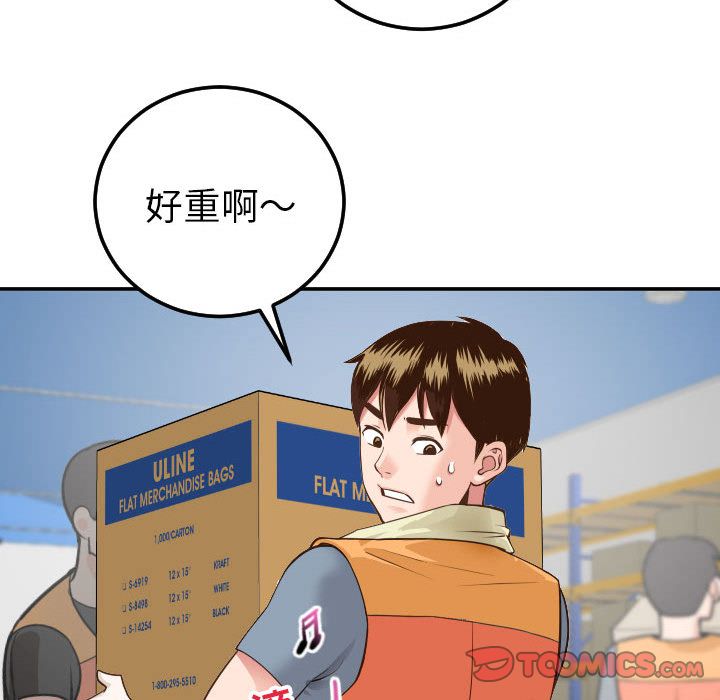 好重啊～
ULINE
FLAT MERCHANDISE BAGS
1,000/CARTON
☐ S-6919 12 x 15" KRAFT
☐ S-8498 12 x 15" WHITE
☐ S-14254 12 x 15" BLACK
1-800-295-5510
FLAT M
TOOMICS.COM